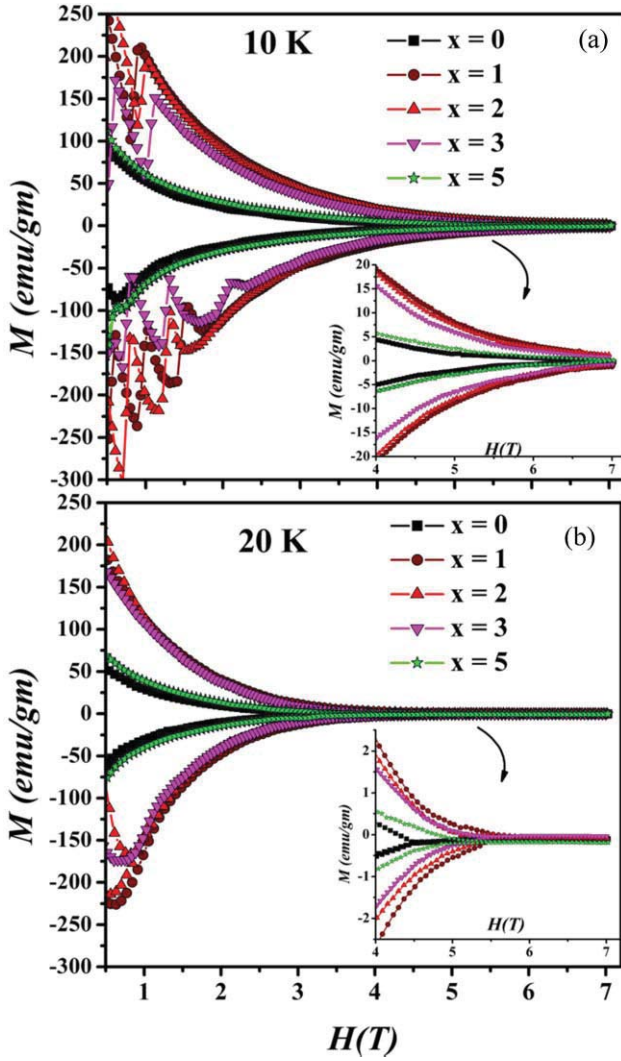 250
200
150
100
50
0
-50
-100
-150
-200
-250
-300
M (emu/gm)
10 K
(a)
x = 0
x = 1
x = 2
x = 3
x = 5
20
15
10
5
0
-5
-10
-15
-20
M (emu/gm)
4 5 6 7
H(T)
250
200
150
100
50
0
-50
-100
-150
-200
-250
-300
M (emu/gm)
20 K
(b)
x = 0
x = 1
x = 2
x = 3
x = 5
2
1
0
-1
-2
M (emu/gm)
4 5 6 7
H(T)
1 2 3 4 5 6 7
H(T)